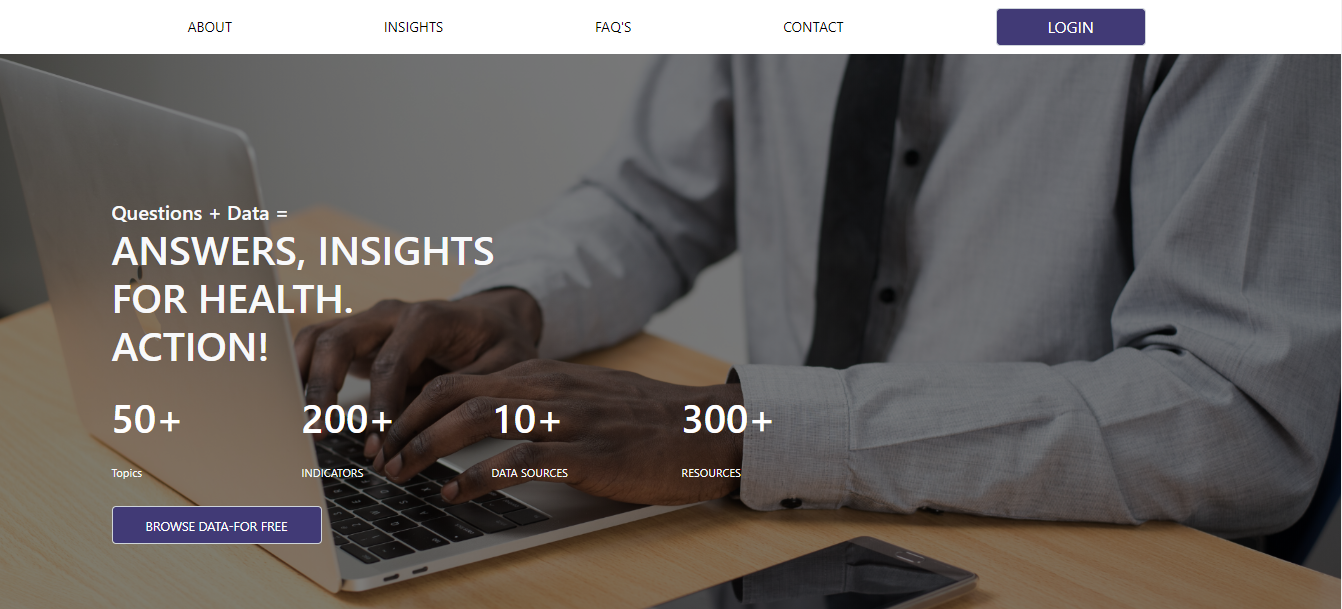 ABOUT
INSIGHTS
FAQ'S
CONTACT
LOGIN
Questions + Data =
ANSWERS, INSIGHTS
FOR HEALTH.
ACTION!
50+
200+
10+
300+
Topics
INDICATORS
DATA SOURCES
RESOURCES
BROWSE DATA-FOR FREE